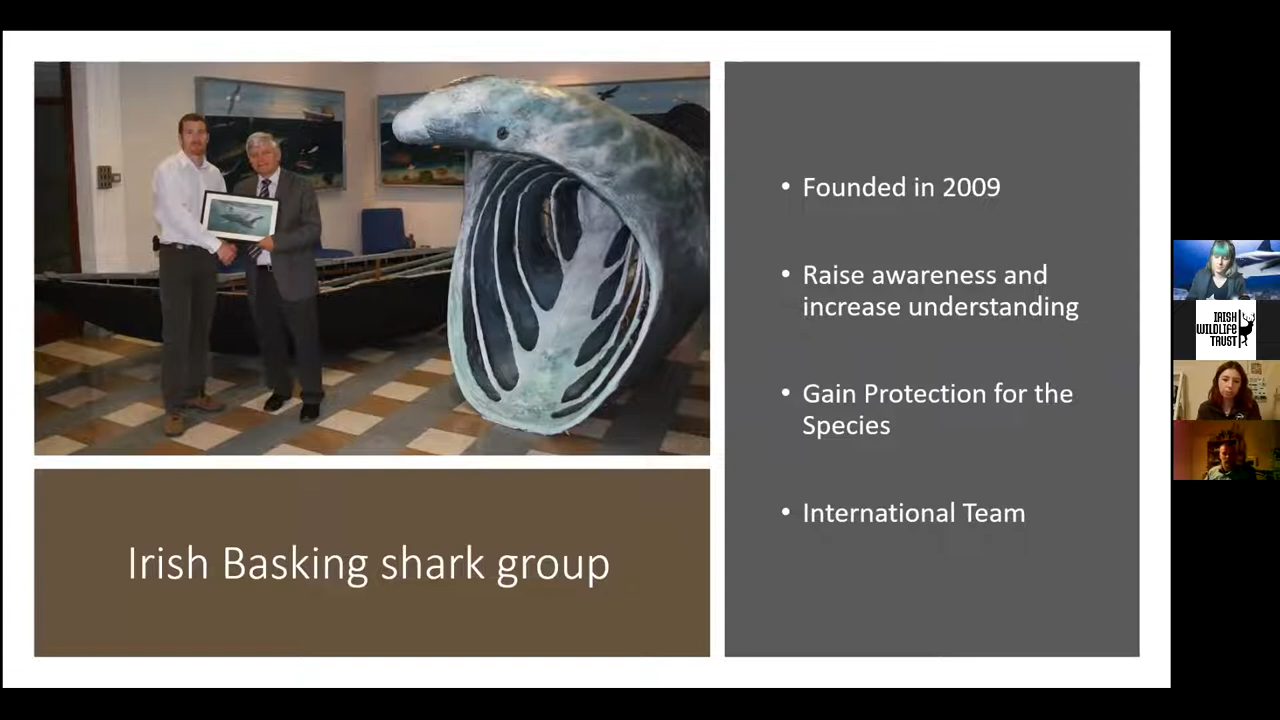 • Founded in 2009
• Raise awareness and
increase understanding
• Gain Protection for the
Species
• International Team
Irish Basking shark group
IRISH
WILDLIFE
TRUST